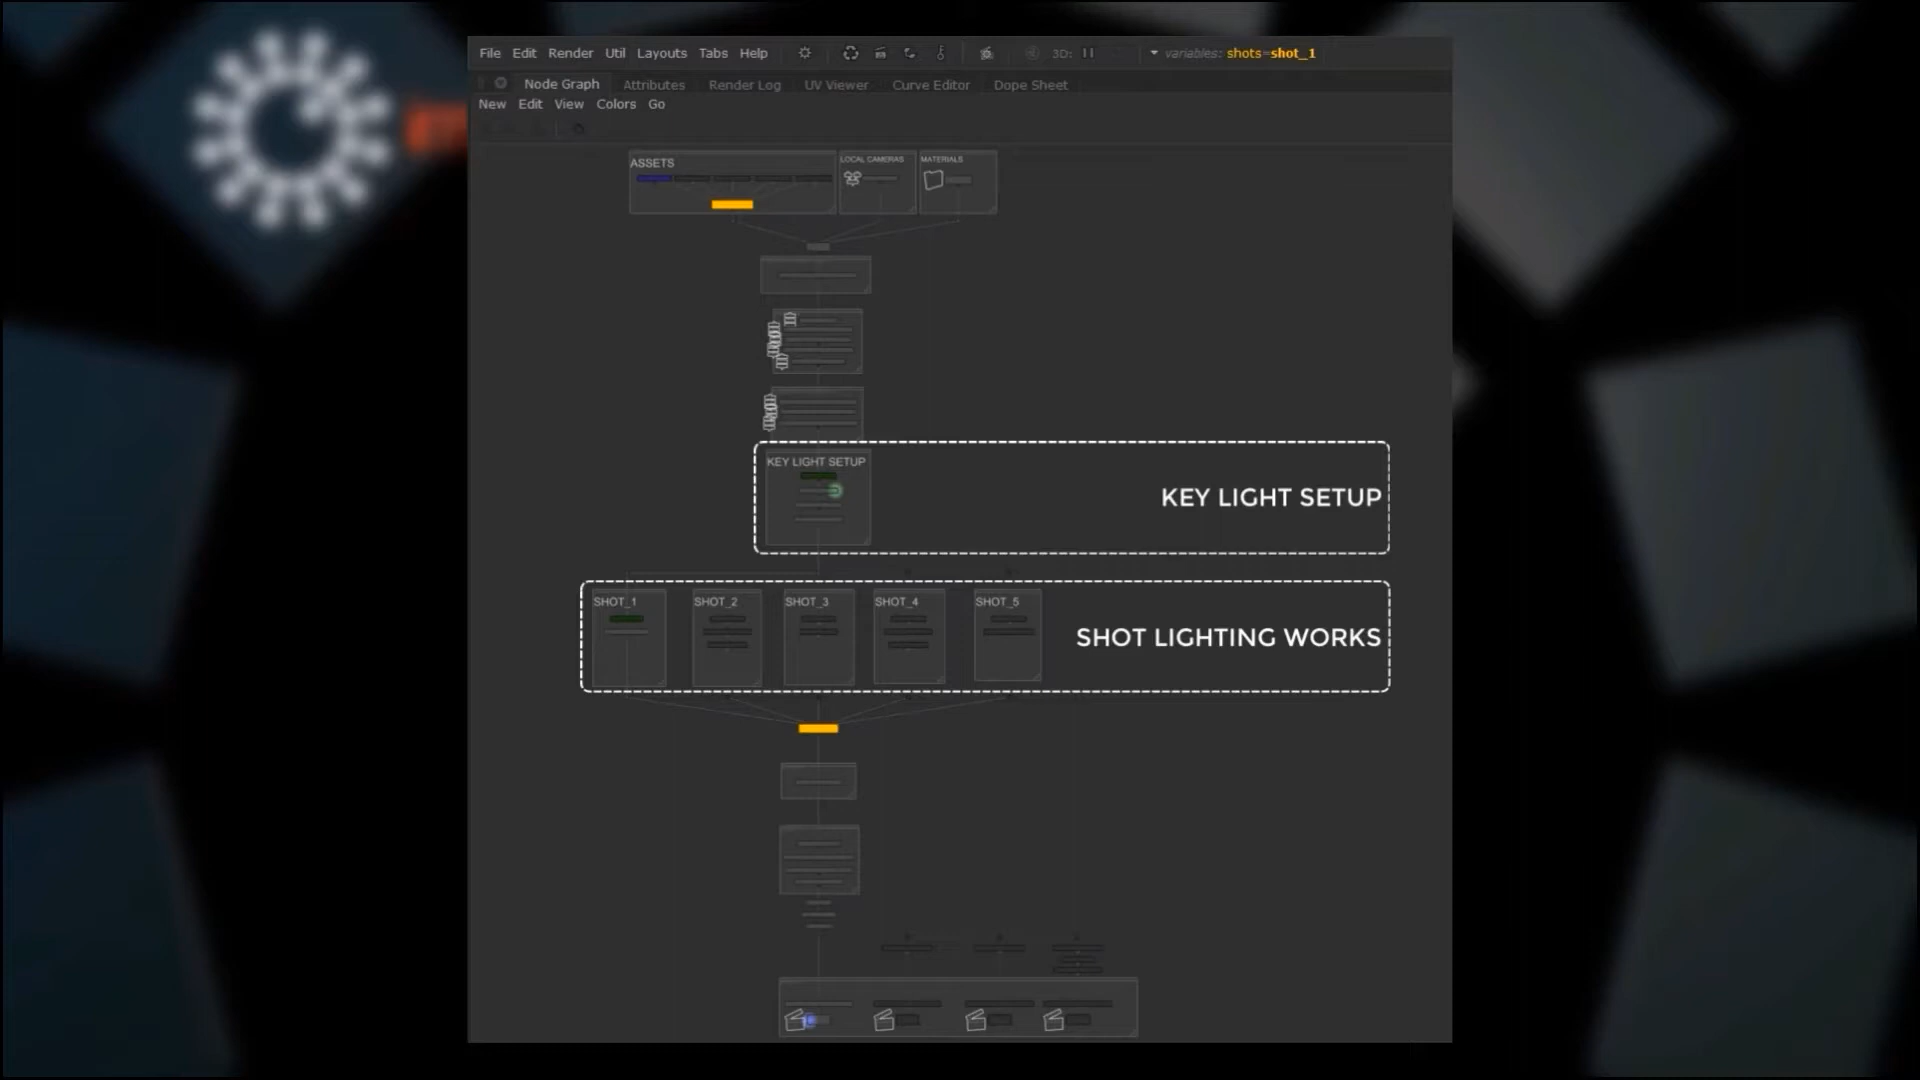 File Edit Render Util Layouts Tabs Help 3D: variables: shots=shot_1
Node Graph Attributes Render Log UV Viewer Curve Editor Dope Sheet
New Edit View Colors Go
ASSETS
LOCAL CAMERAS
MATERIALS
KEY LIGHT SETUP
KEY LIGHT SETUP
SHOT_1
SHOT_2
SHOT_3
SHOT_4
SHOT_5
SHOT LIGHTING WORKS